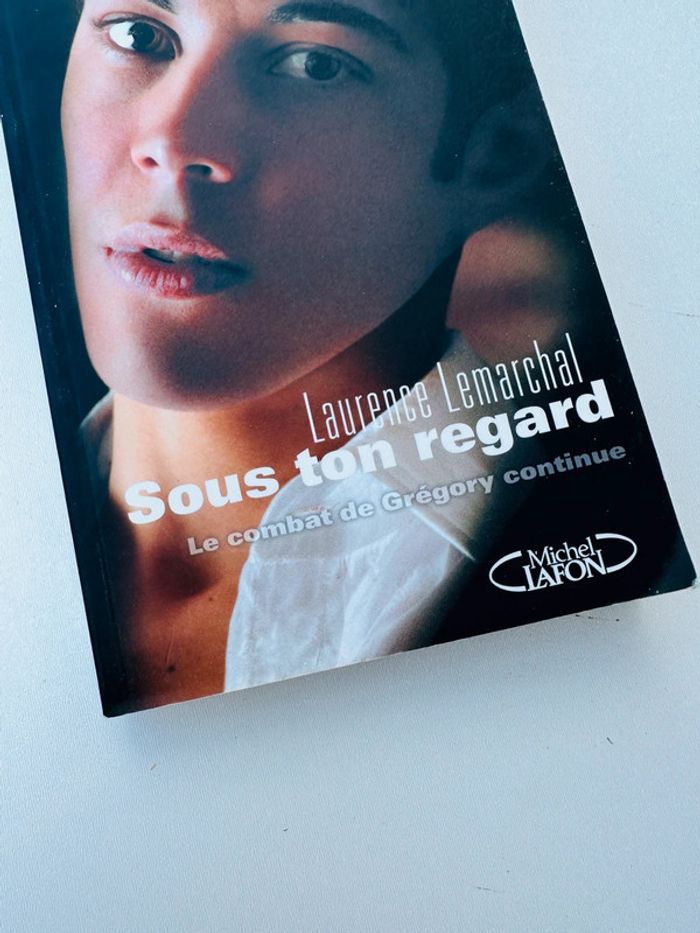 Laurence Lemarchal
Sous ton regard
Le combat de Grégory continue
Michel
LAFON